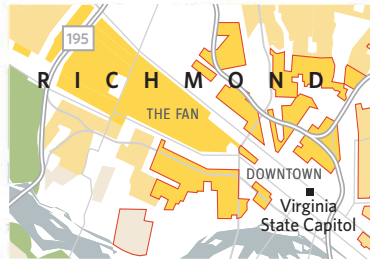 195
RICHMOND
THE FAN
DOWNTOWN
Virginia
State Capitol